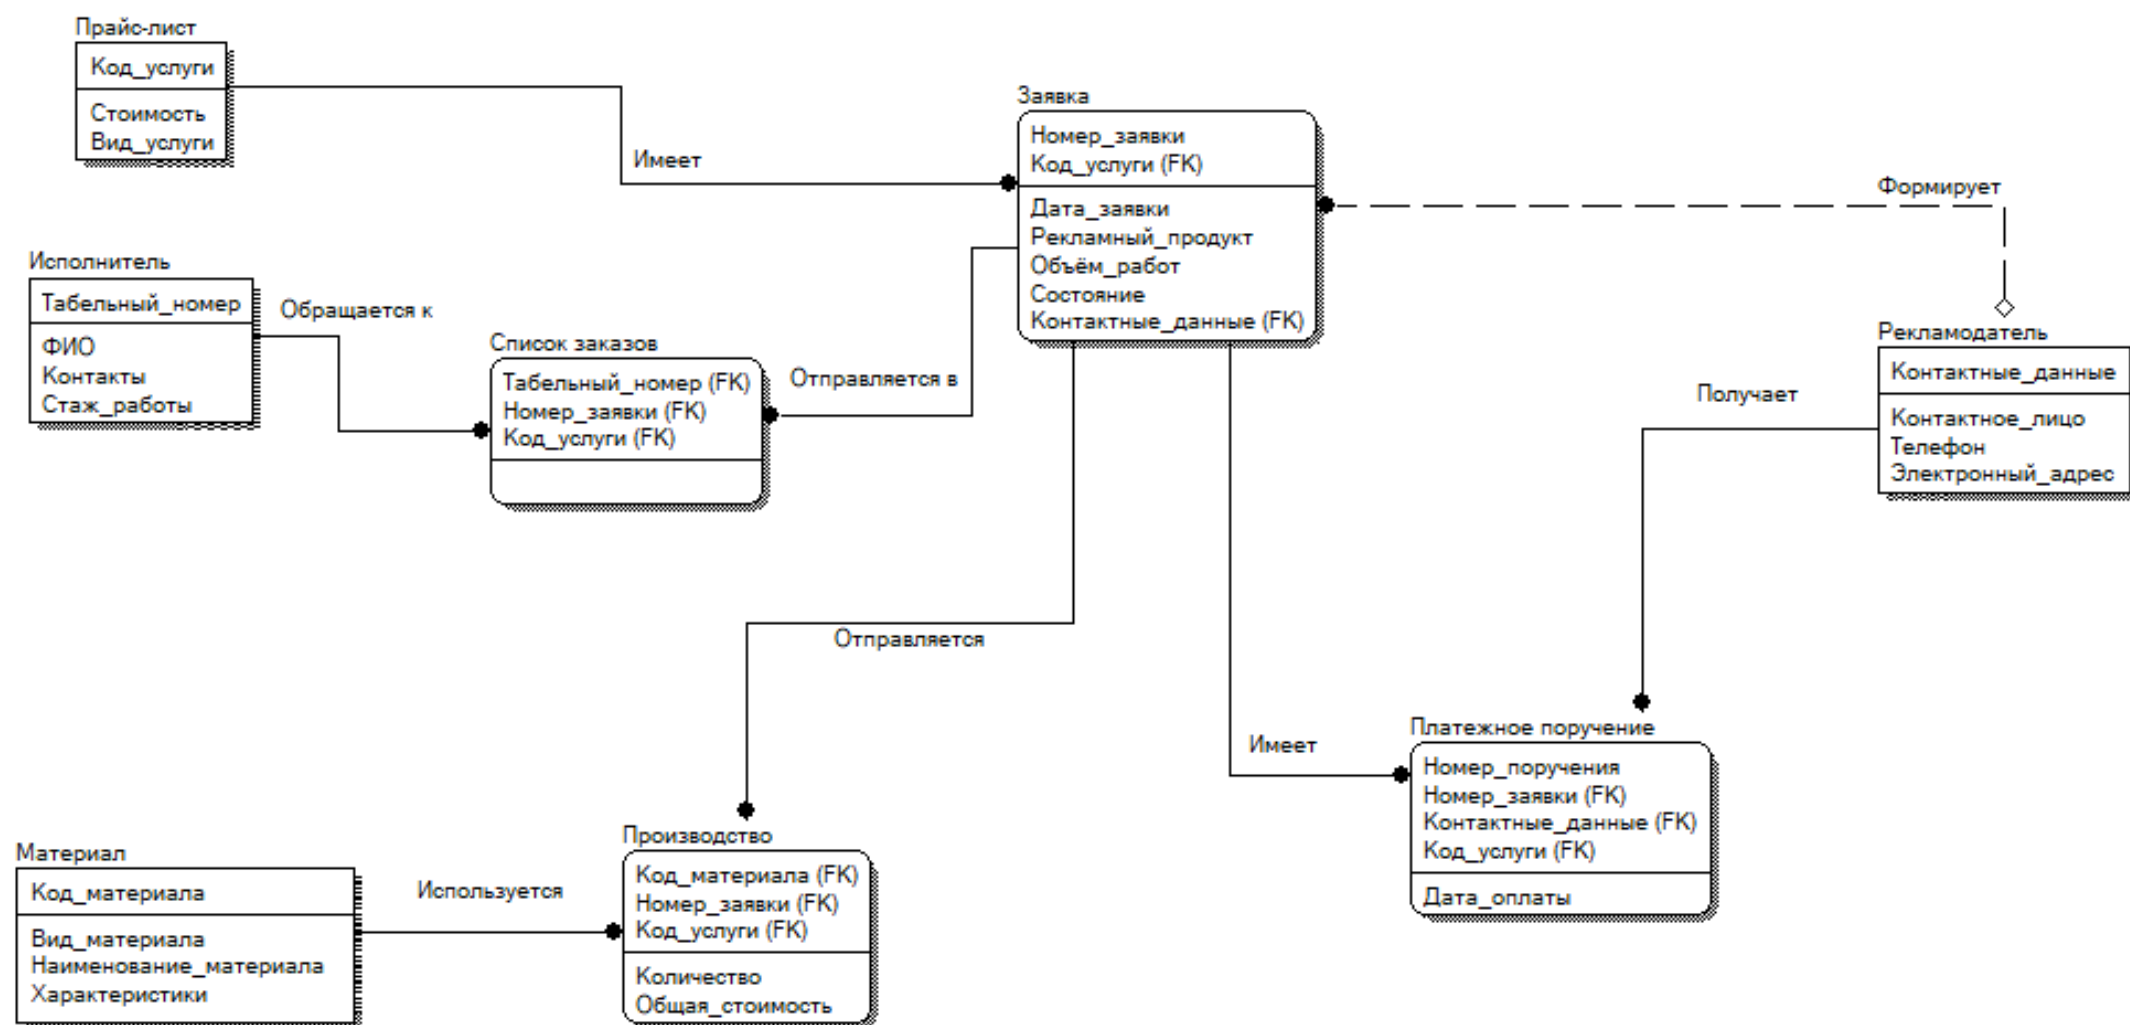 Прайс-лист
Код_услуги
Стоимость
Вид_услуги
Имеет
Заявка
Номер_заявки
Код_услуги (FK)
Дата_заявки
Рекламный_продукт
Объём_работ
Состояние
Контактные_данные (FK)
Формирует
Исполнитель
Табельный_номер
ФИО
Контакты
Стаж_работы
Обращается к
Список заказов
Табельный_номер (FK)
Номер_заявки (FK)
Код_услуги (FK)
Отправляется в
Рекламодатель
Контактные_данные
Контактное_лицо
Телефон
Электронный_адрес
Получает
Отправляется
Имеет
Платежное поручение
Номер_поручения
Номер_заявки (FK)
Контактные_данные (FK)
Код_услуги (FK)
Дата_оплаты
Материал
Код_материала
Вид_материала
Наименование_материала
Характеристики
Используется
Производство
Код_материала (FK)
Номер_заявки (FK)
Код_услуги (FK)
Количество
Общая_стоимость